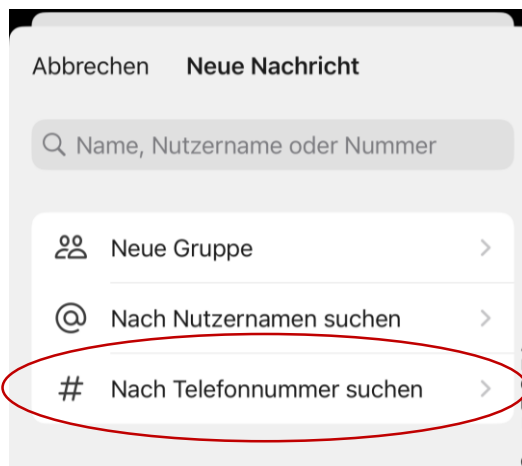 Abbrechen Neue Nachricht
Name, Nutzername oder Nummer
Neue Gruppe
@ Nach Nutzernamen suchen
# Nach Telefonnummer suchen